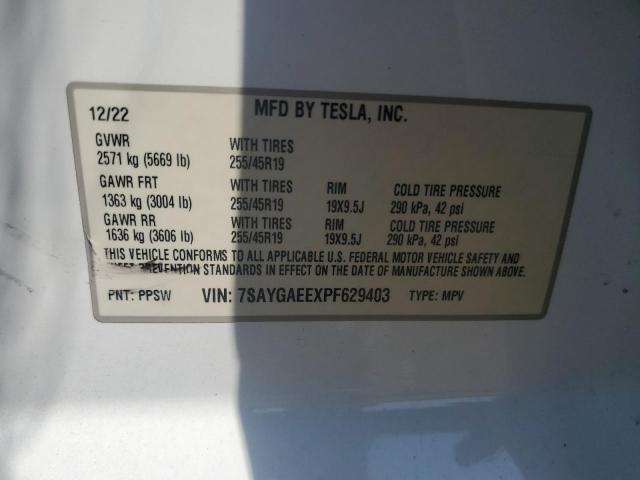 12/22 MFD BY TESLA, INC.
GVWR WITH TIRES
2571 kg (5669 lb) 255/45R19
GAWR FRT WITH TIRES RIM COLD TIRE PRESSURE
1363 kg (3004 lb) 255/45R19 19X9.5J 290 kPa, 42 psi
GAWR RR WITH TIRES RIM COLD TIRE PRESSURE
1636 kg (3606 lb) 255/45R19 19X9.5J 290 kPa, 42 psi
THIS VEHICLE CONFORMS TO ALL APPLICABLE U.S. FEDERAL MOTOR VEHICLE SAFETY AND
THEFT PREVENTION STANDARDS IN EFFECT ON THE DATE OF MANUFACTURE SHOWN ABOVE.
PNT: PPSW VIN: 7SAYGAEEXPF629403 TYPE: MPV